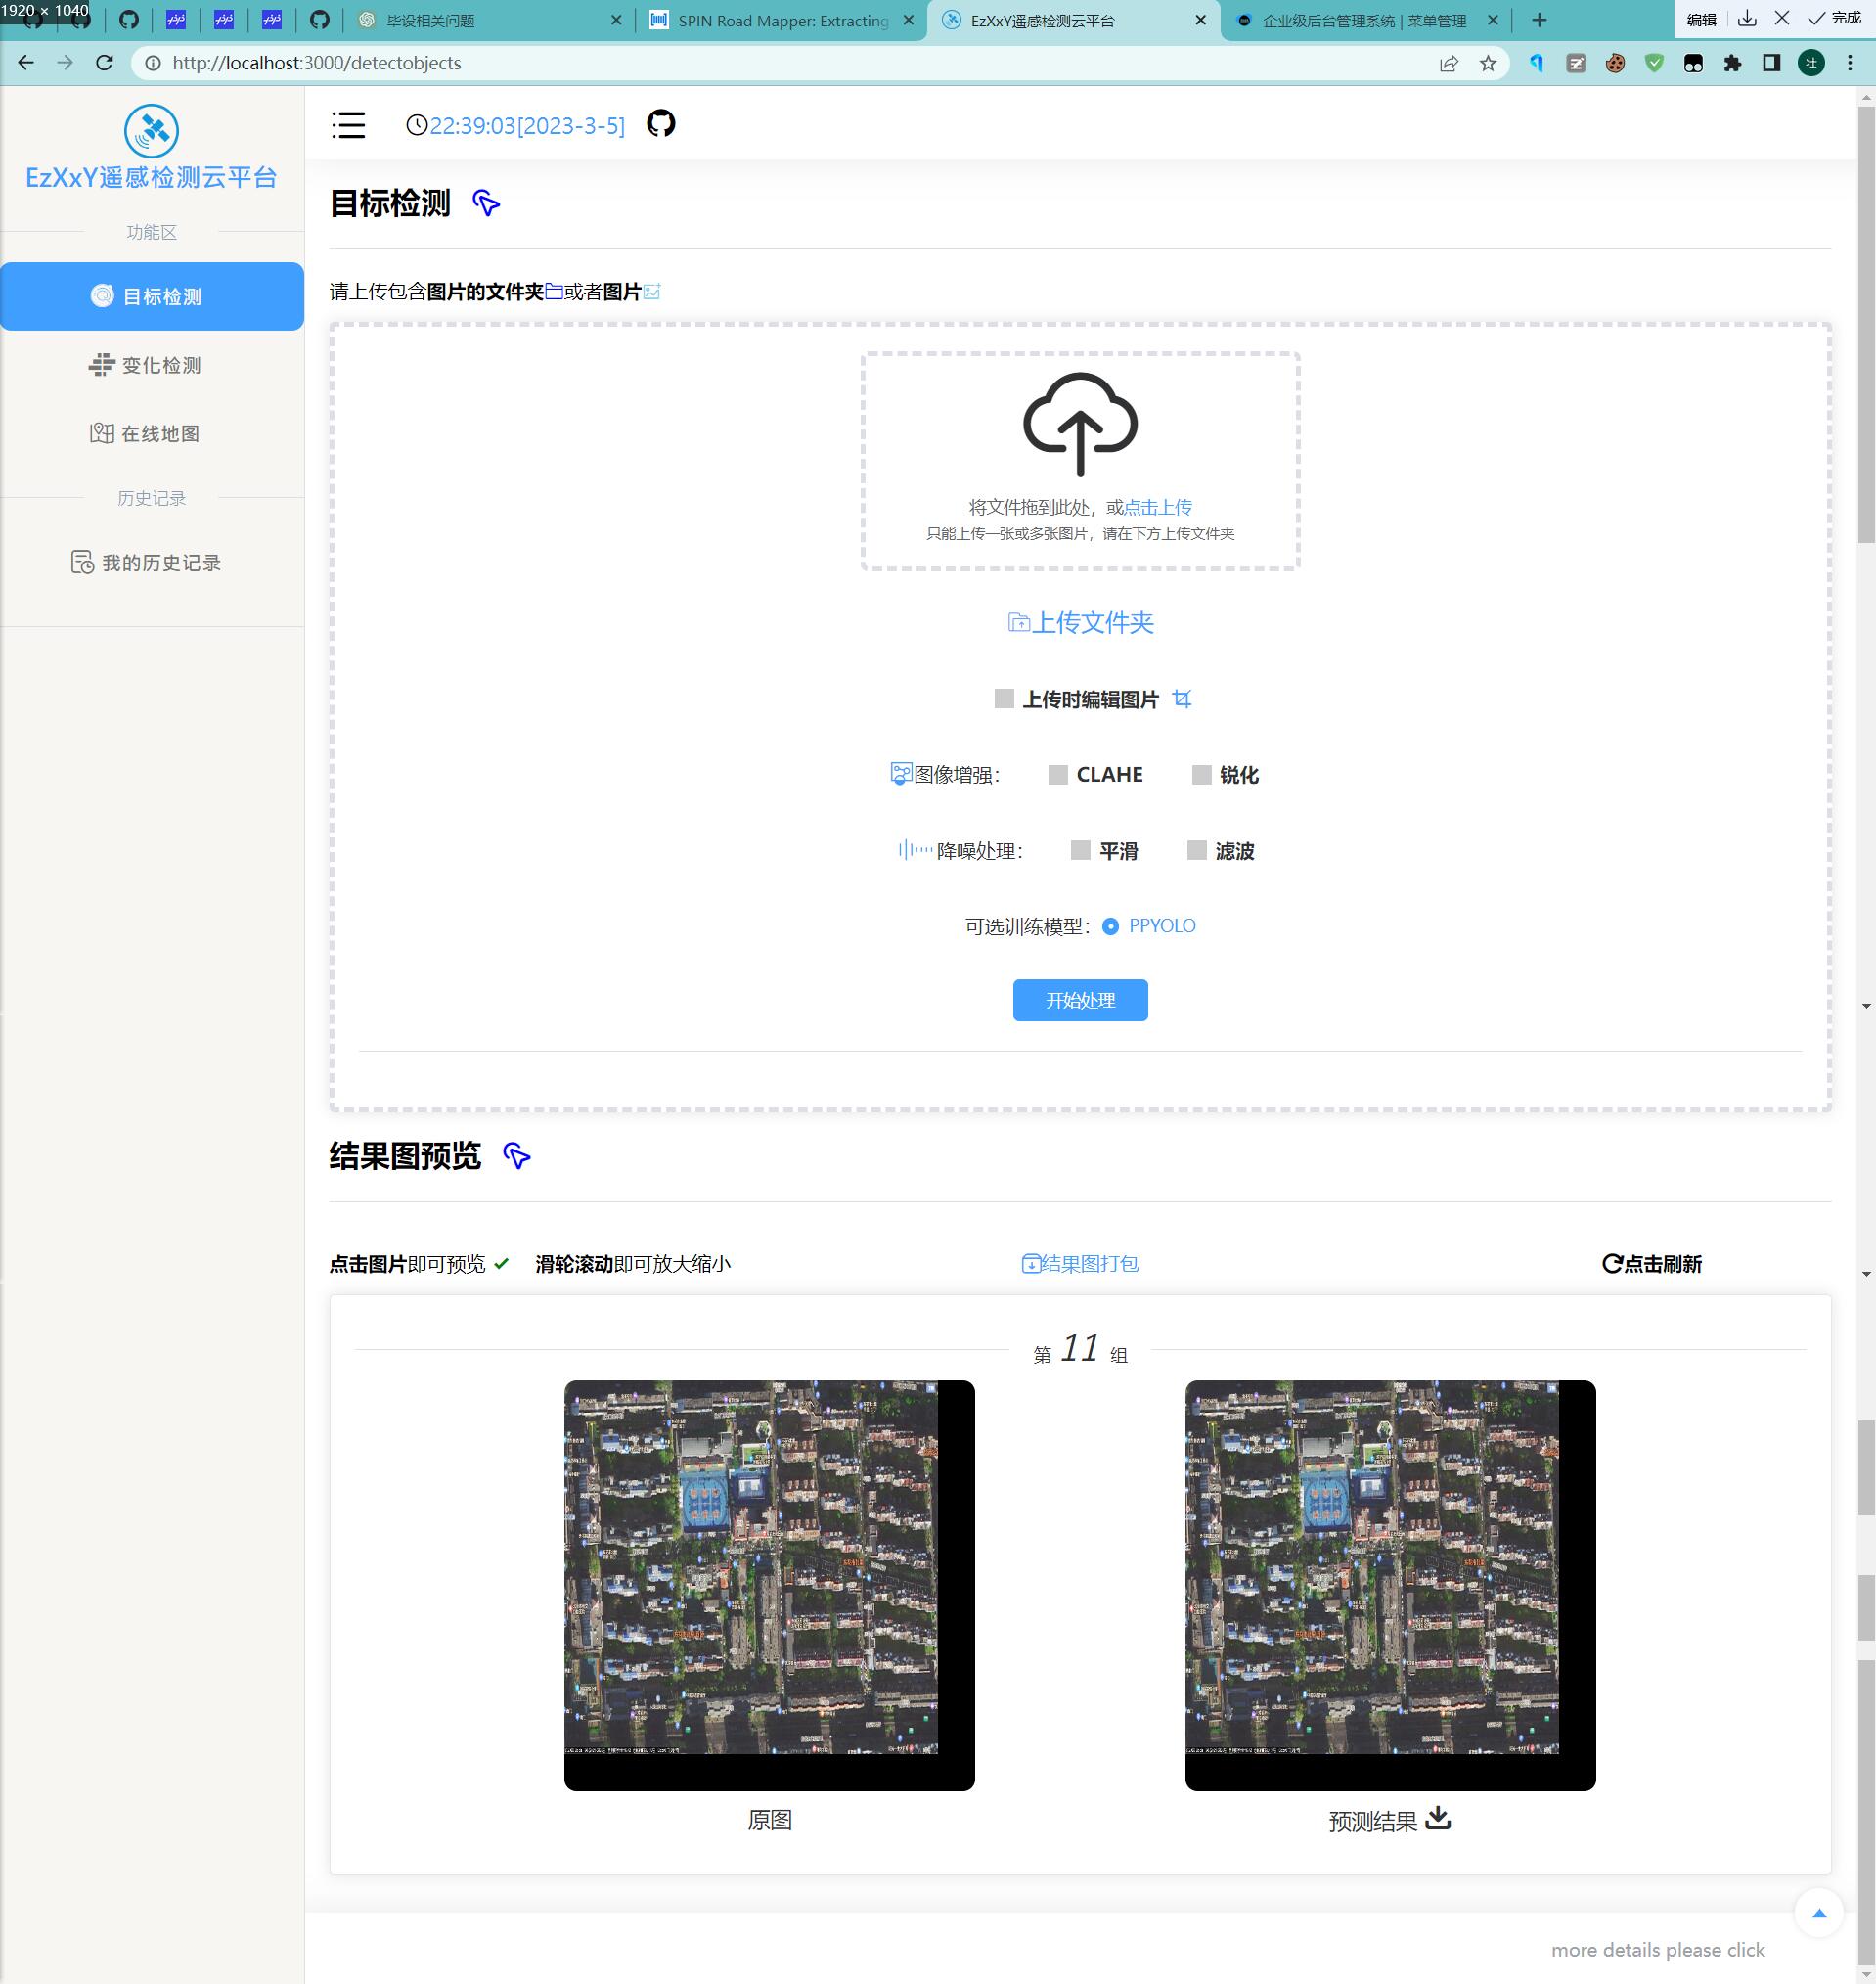 1920 × 1040
毕设相关问题
SPIN Road Mapper: Extracting
EzXxY遥感检测云平台
企业级后台管理系统 | 菜单管理
编辑
完成
http://localhost:3000/detectobjects
壮
EzXxY遥感检测云平台
功能区
目标检测
变化检测
在线地图
历史记录
我的历史记录
22:39:03[2023-3-5]
目标检测
请上传包含图片的文件夹或者图片
将文件拖到此处，或点击上传
只能上传一张或多张图片，请在下方上传文件夹
上传文件夹
上传时编辑图片
图像增强： CLAHE 锐化
降噪处理： 平滑 滤波
可选训练模型： PPYOLO
开始处理
结果图预览
点击图片即可预览 滑轮滚动即可放大缩小
结果图打包
点击刷新
第 11 组
原图
预测结果
more details please click